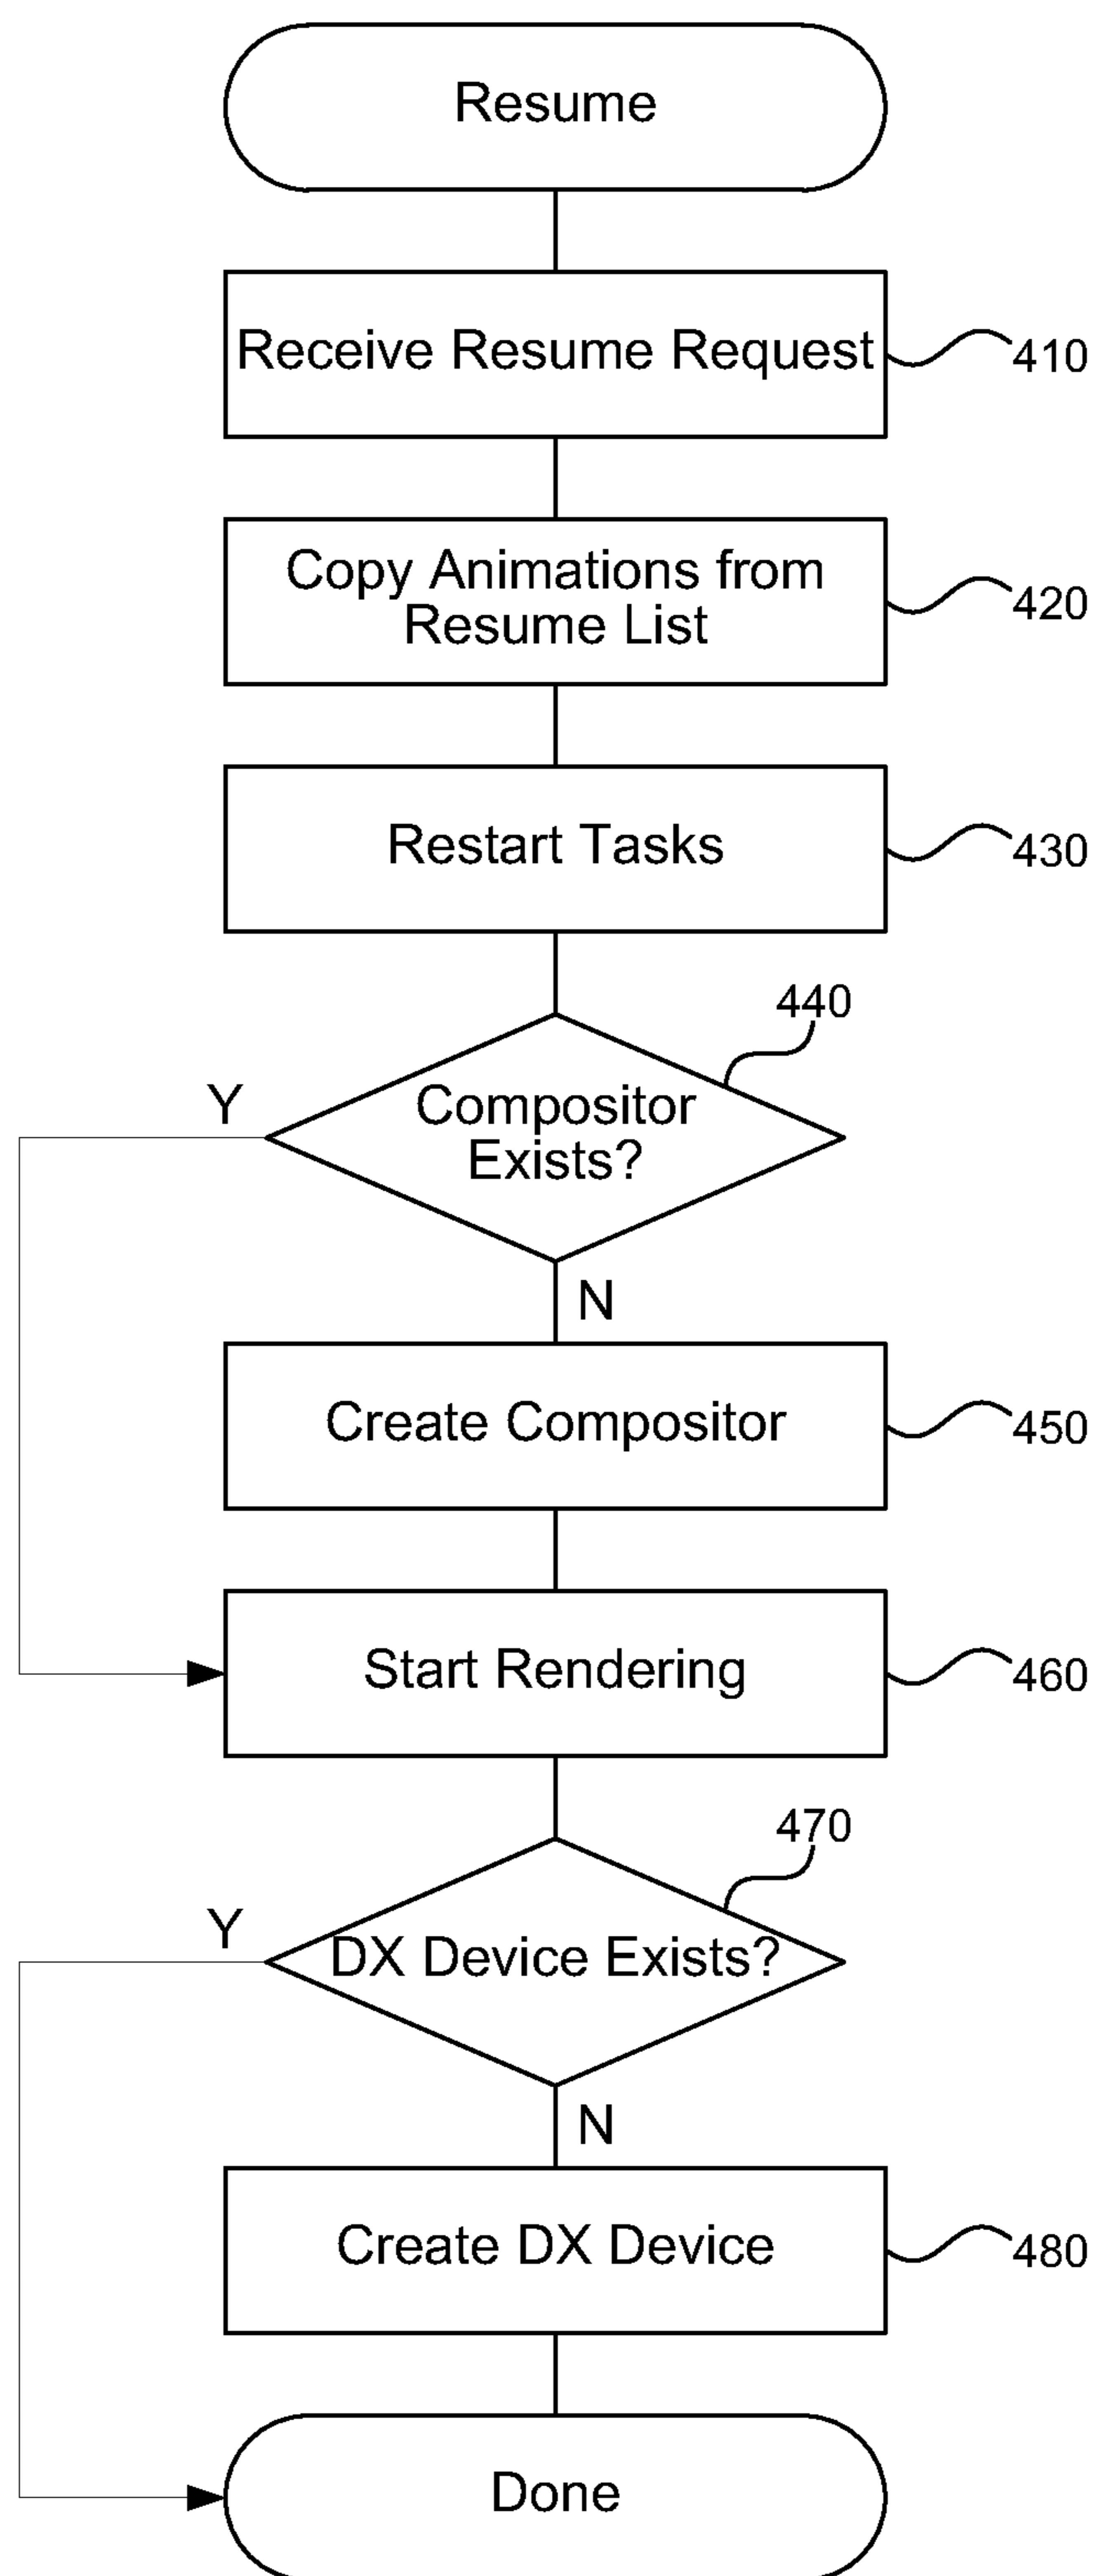 Resume
Receive Resume Request
410
Copy Animations from
Resume List
420
Restart Tasks
430
440
Y
Compositor
Exists?
N
Create Compositor
450
Start Rendering
460
470
Y
DX Device Exists?
N
Create DX Device
480
Done